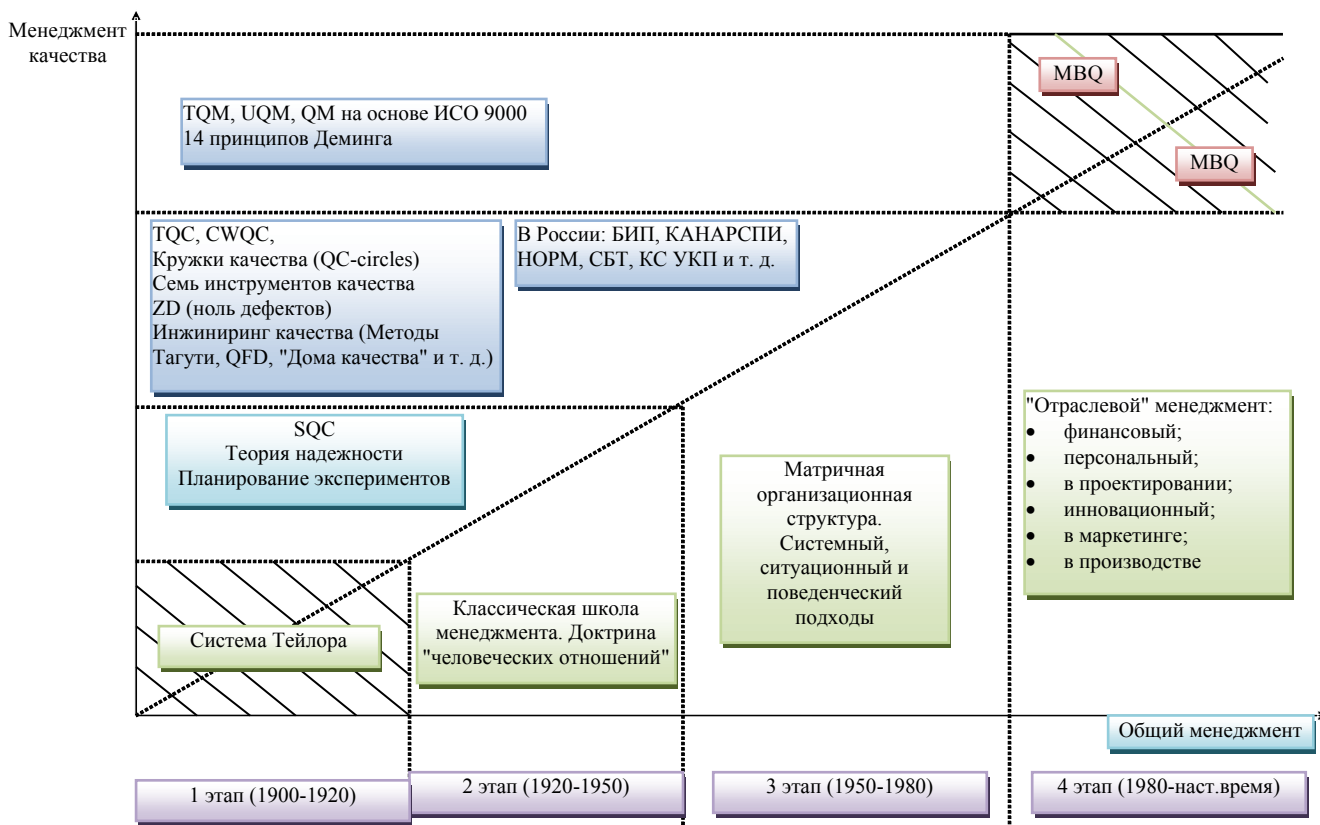 Менеджмент
качества
MBQ
TQM, UQM, QM на основе ИСО 9000
14 принципов Деминга
MBQ
TQC, CWQC,
Кружки качества (QC-circles)
Семь инструментов качества
ZD (ноль дефектов)
Инжиниринг качества (Методы
Тагути, QFD, "Дома качества" и т. д.)
В России: БИП, КАНАРСПИ,
НОРМ, СБТ, КС УКП и т. д.
SQC
Теория надежности
Планирование экспериментов
"Отраслевой" менеджмент:
• финансовый;
• персональный;
• в проектировании;
• инновационный;
• в маркетинге;
• в производстве
Матричная
организационная
структура.
Системный,
ситуационный и
поведенческий
подходы
Классическая школа
менеджмента. Доктрина
"человеческих отношений"
Система Тейлора
Общий менеджмент
1 этап (1900-1920)
2 этап (1920-1950)
3 этап (1950-1980)
4 этап (1980-наст.время)